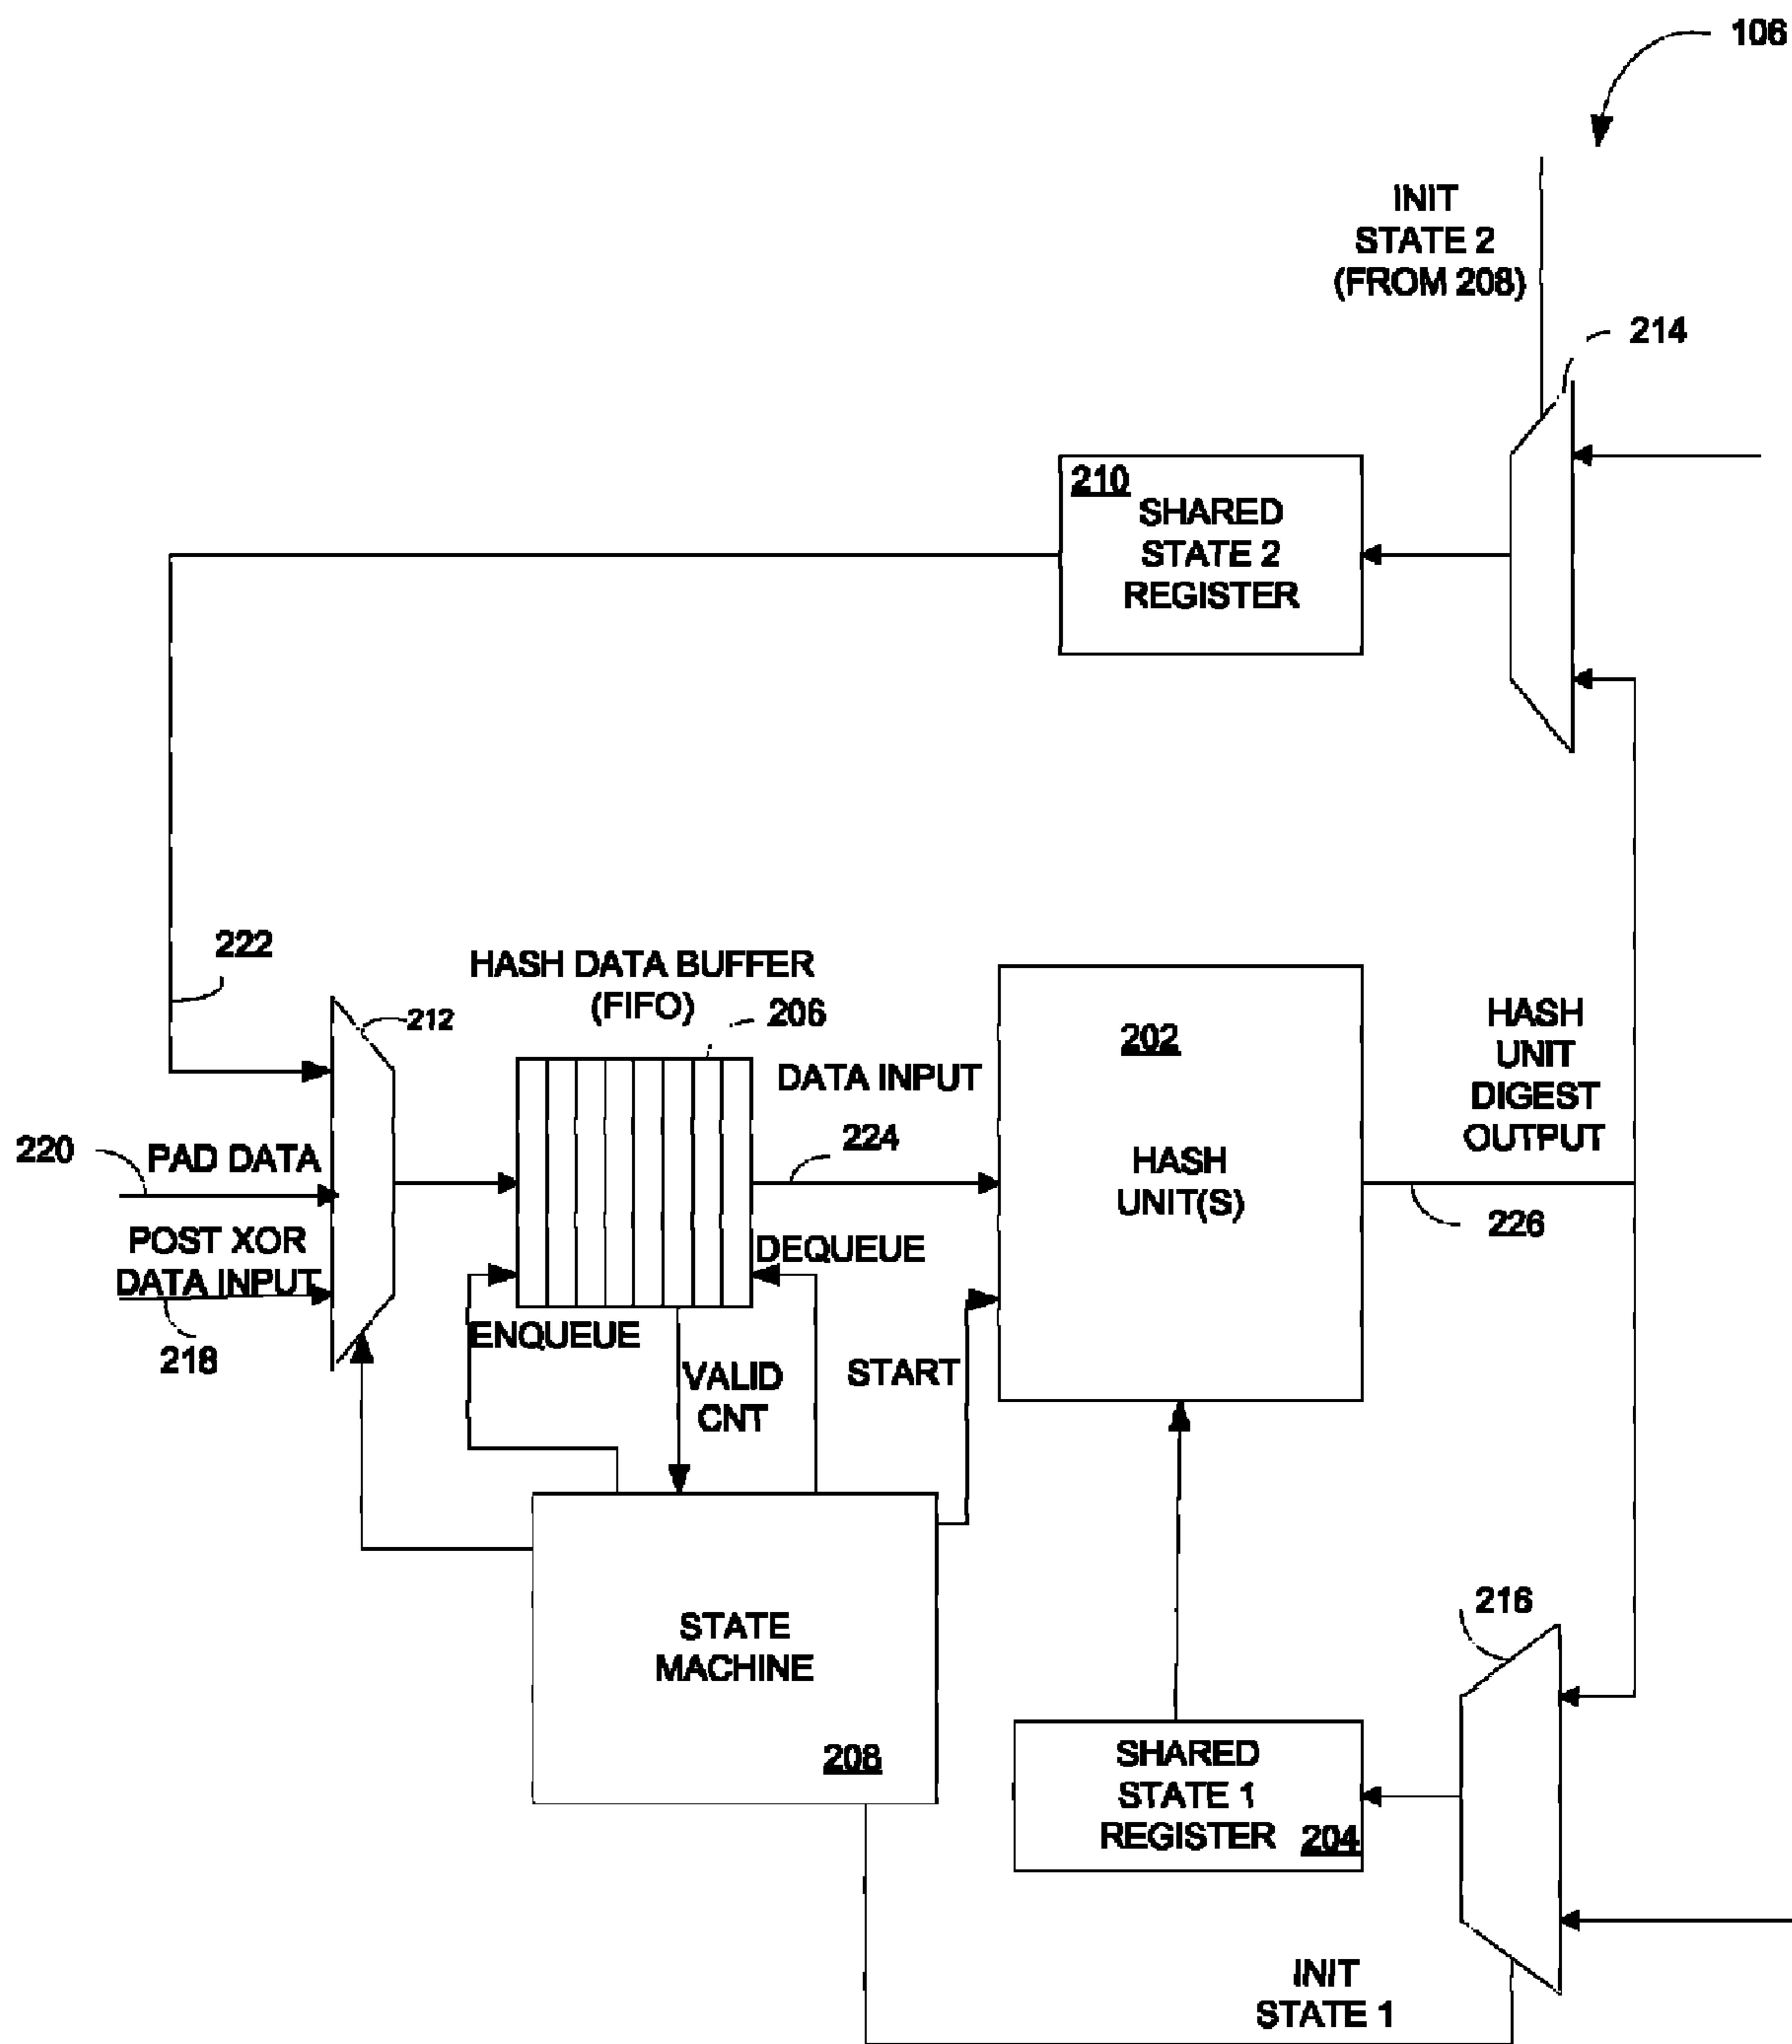 106
INIT
STATE 2
(FROM 208)
214
210
SHARED
STATE 2
REGISTER
222
212
HASH DATA BUFFER
(FIFO)
206
DATA INPUT
224
202
HASH
UNIT(S)
HASH
UNIT
DIGEST
OUTPUT
226
220
PAD DATA
POST XOR
DATA INPUT
218
DEQUEUE
ENQUEUE
VALID
CNT
START
STATE
MACHINE
208
216
SHARED
STATE 1
REGISTER
204
INIT
STATE 1